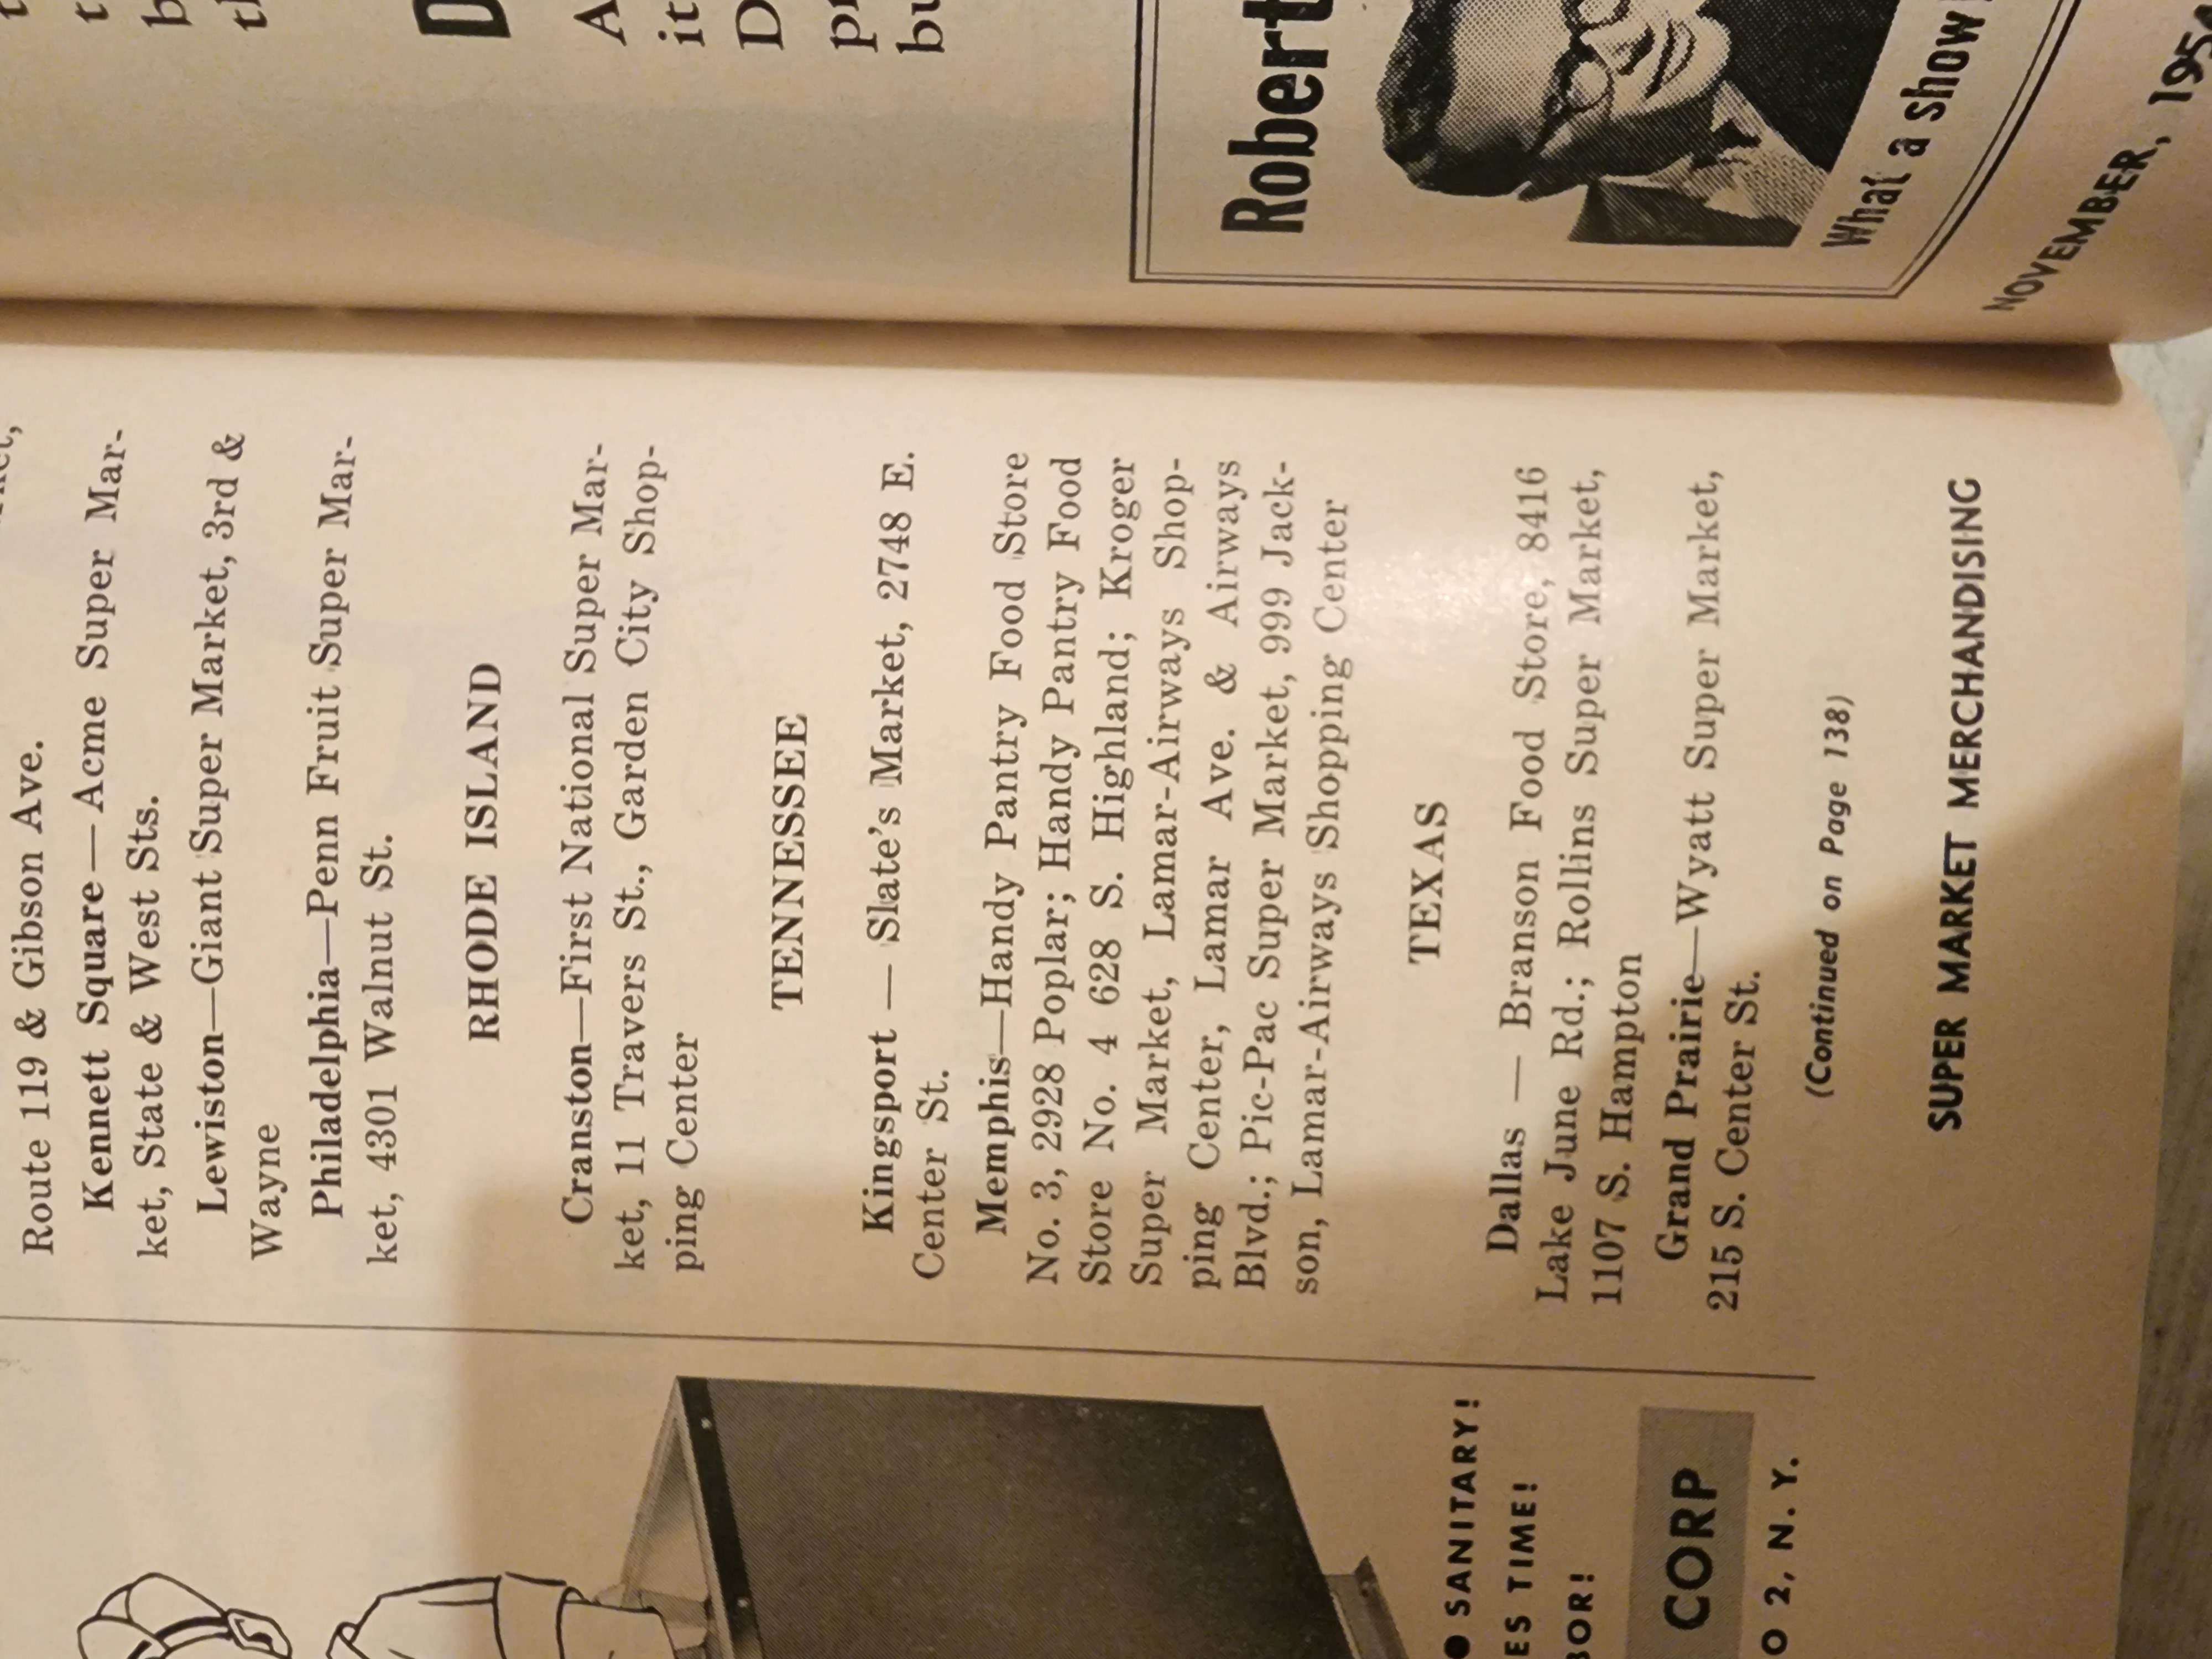 Route 119 & Gibson Ave.
Kennett Square—Acme Super Mar-
ket, State & West Sts.
Lewiston—Giant Super Market, 3rd &
Wayne
Philadelphia—Penn Fruit Super Mar-
ket, 4301 Walnut St.
RHODE ISLAND
Cranston—First National Super Mar-
ket, 11 Travers St., Garden City Shop-
ping Center
TENNESSEE
Kingsport — Slate's Market, 2748 E.
Center St.
Memphis—Handy Pantry Food Store
No. 3, 2928 Poplar; Handy Pantry Food
Store No. 4 628 S. Highland; Kroger
Super Market, Lamar-Airways Shop-
ping Center, Lamar Ave. & Airways
Blvd.; Pic-Pac Super Market, 999 Jack-
son, Lamar-Airways Shopping Center
TEXAS
Dallas — Branson Food Store, 8416
Lake June Rd.; Rollins Super Market,
1107 S. Hampton
Grand Prairie—Wyatt Super Market,
215 S. Center St.
(Continued on Page 138)
SUPER MARKET MERCHANDISING
● SANITARY!
ES TIME!
BOR!
CORP
O 2, N. Y.
Robert
What a show
NOVEMBER, 195